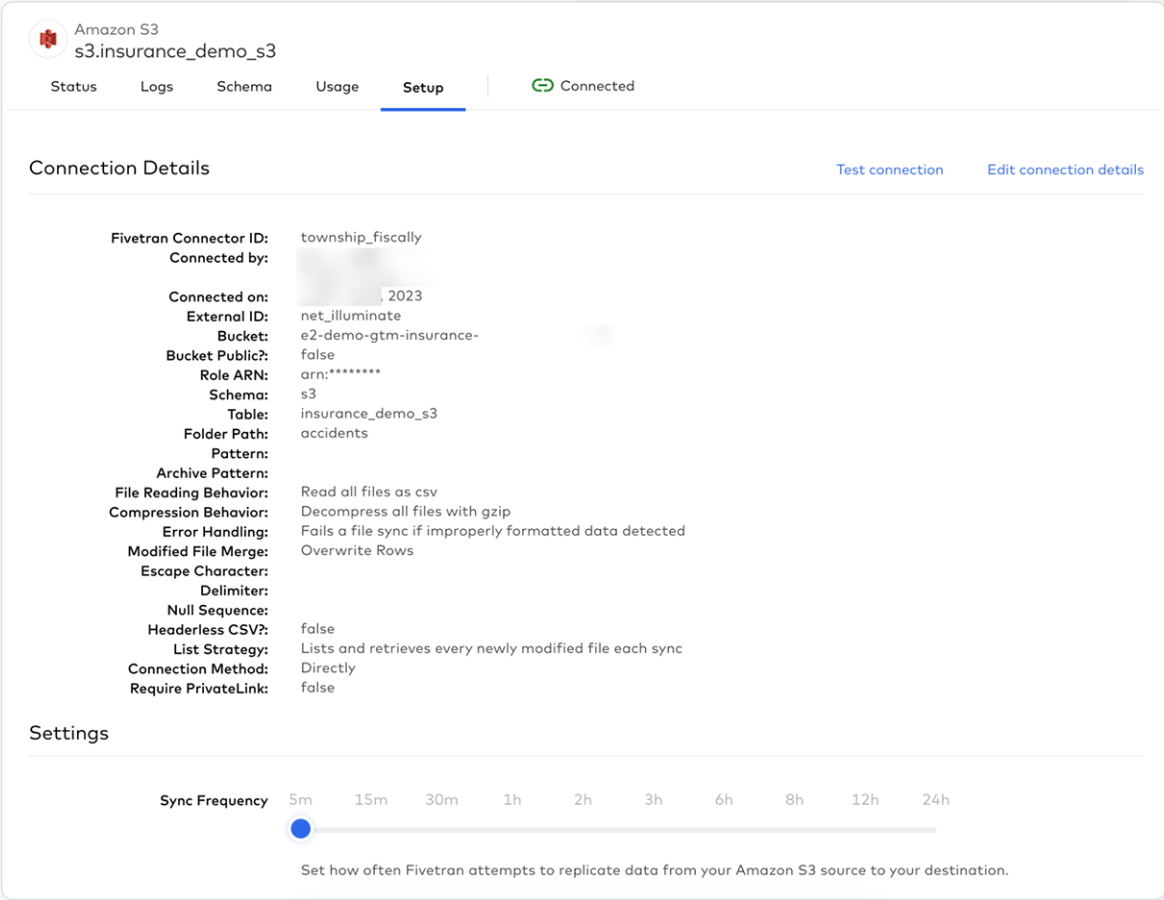 Amazon S3
s3.insurance_demo_s3
Status Logs Schema Usage Setup Connected
Connection Details Test connection Edit connection details
Fivetran Connector ID: township_fiscally
Connected by:
Connected on: , 2023
External ID: net_illuminate
Bucket: e2-demo-gtm-insurance-
Bucket Public?: false
Role ARN: arn:********
Schema: s3
Table: insurance_demo_s3
Folder Path: accidents
Pattern:
Archive Pattern:
File Reading Behavior: Read all files as csv
Compression Behavior: Decompress all files with gzip
Error Handling: Fails a file sync if improperly formatted data detected
Modified File Merge: Overwrite Rows
Escape Character:
Delimiter:
Null Sequence:
Headerless CSV?: false
List Strategy: Lists and retrieves every newly modified file each sync
Connection Method: Directly
Require PrivateLink: false
Settings
Sync Frequency 5m 15m 30m 1h 2h 3h 6h 8h 12h 24h
Set how often Fivetran attempts to replicate data from your Amazon S3 source to your destination.